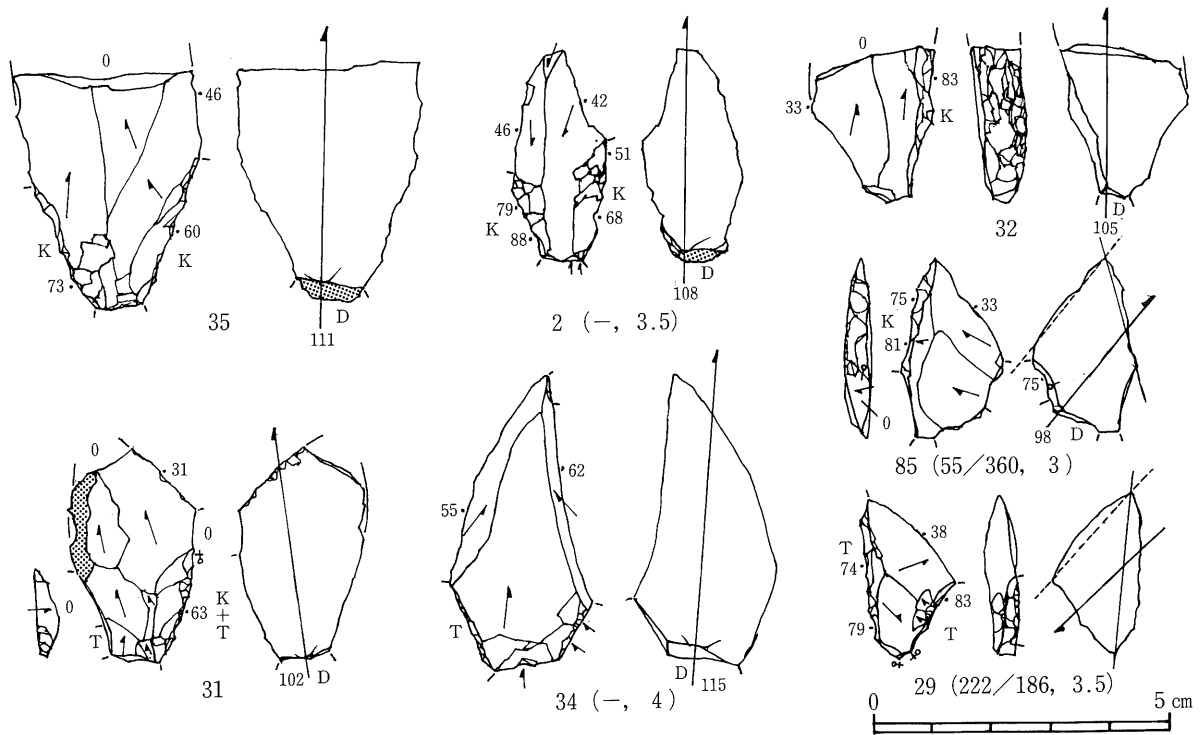 0
46
60
K
K
73
35
D
111
42
46
51
K
79
68
K
88
D
108
2 (−, 3.5)
0
33
83
K
32
D
105
75
33
K
81
0
75
98
D
85 (55/360, 3)
0
31
0
0
63
K
+
T
T
31
102
D
62
55
T
D
115
34 (−, 4)
38
T
74
83
79
T
29 (222/186, 3.5)
0
5 cm